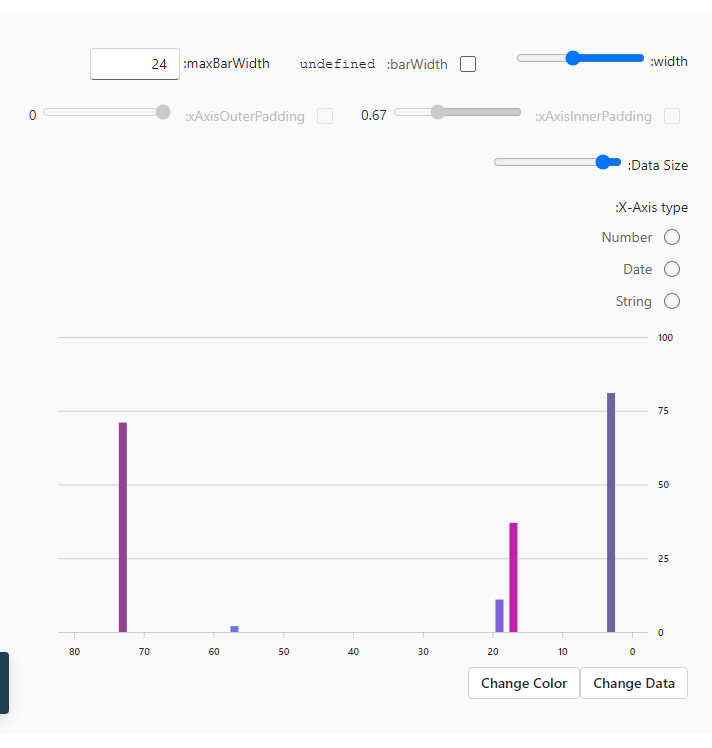 width:
barWidth: undefined
maxBarWidth: 24
xAxisInnerPadding: 0.67
xAxisOuterPadding: 0
Data Size:
X-Axis type:
Number
Date
String
100
75
50
25
0
80 70 60 50 40 30 20 10 0
Change Color Change Data